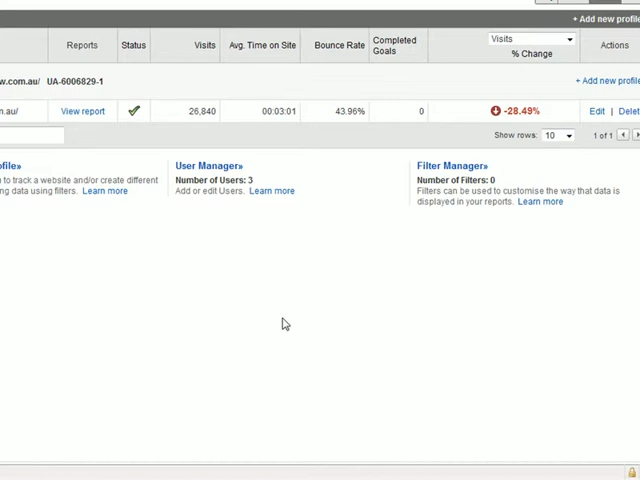 + Add new profile
Reports Status Visits Avg. Time on Site Bounce Rate Completed Goals Visits % Change Actions
w.com.au/ UA-6006829-1 + Add new profile
n.au/ View report 26,840 00:03:01 43.96% 0 -28.49% Edit | Delet
Show rows: 10 1 of 1
ofile» User Manager» Filter Manager»
Number of Users: 3 Number of Filters: 0
n to track a website and/or create different Add or edit Users. Learn more Filters can be used to customise the way that data is
ng data using filters. Learn more displayed in your reports. Learn more